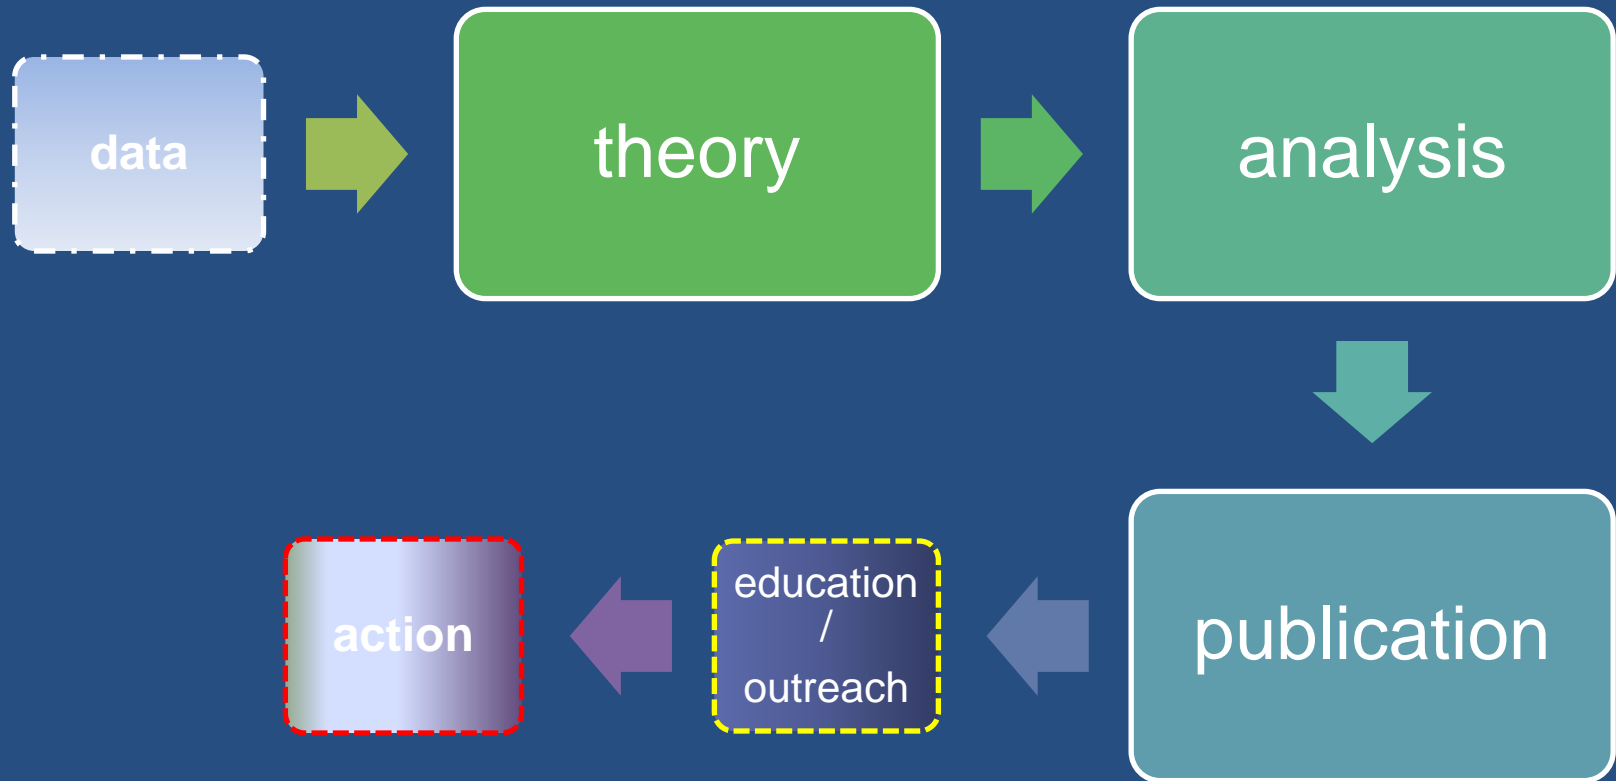 data
theory
analysis
publication
education
/
outreach
action